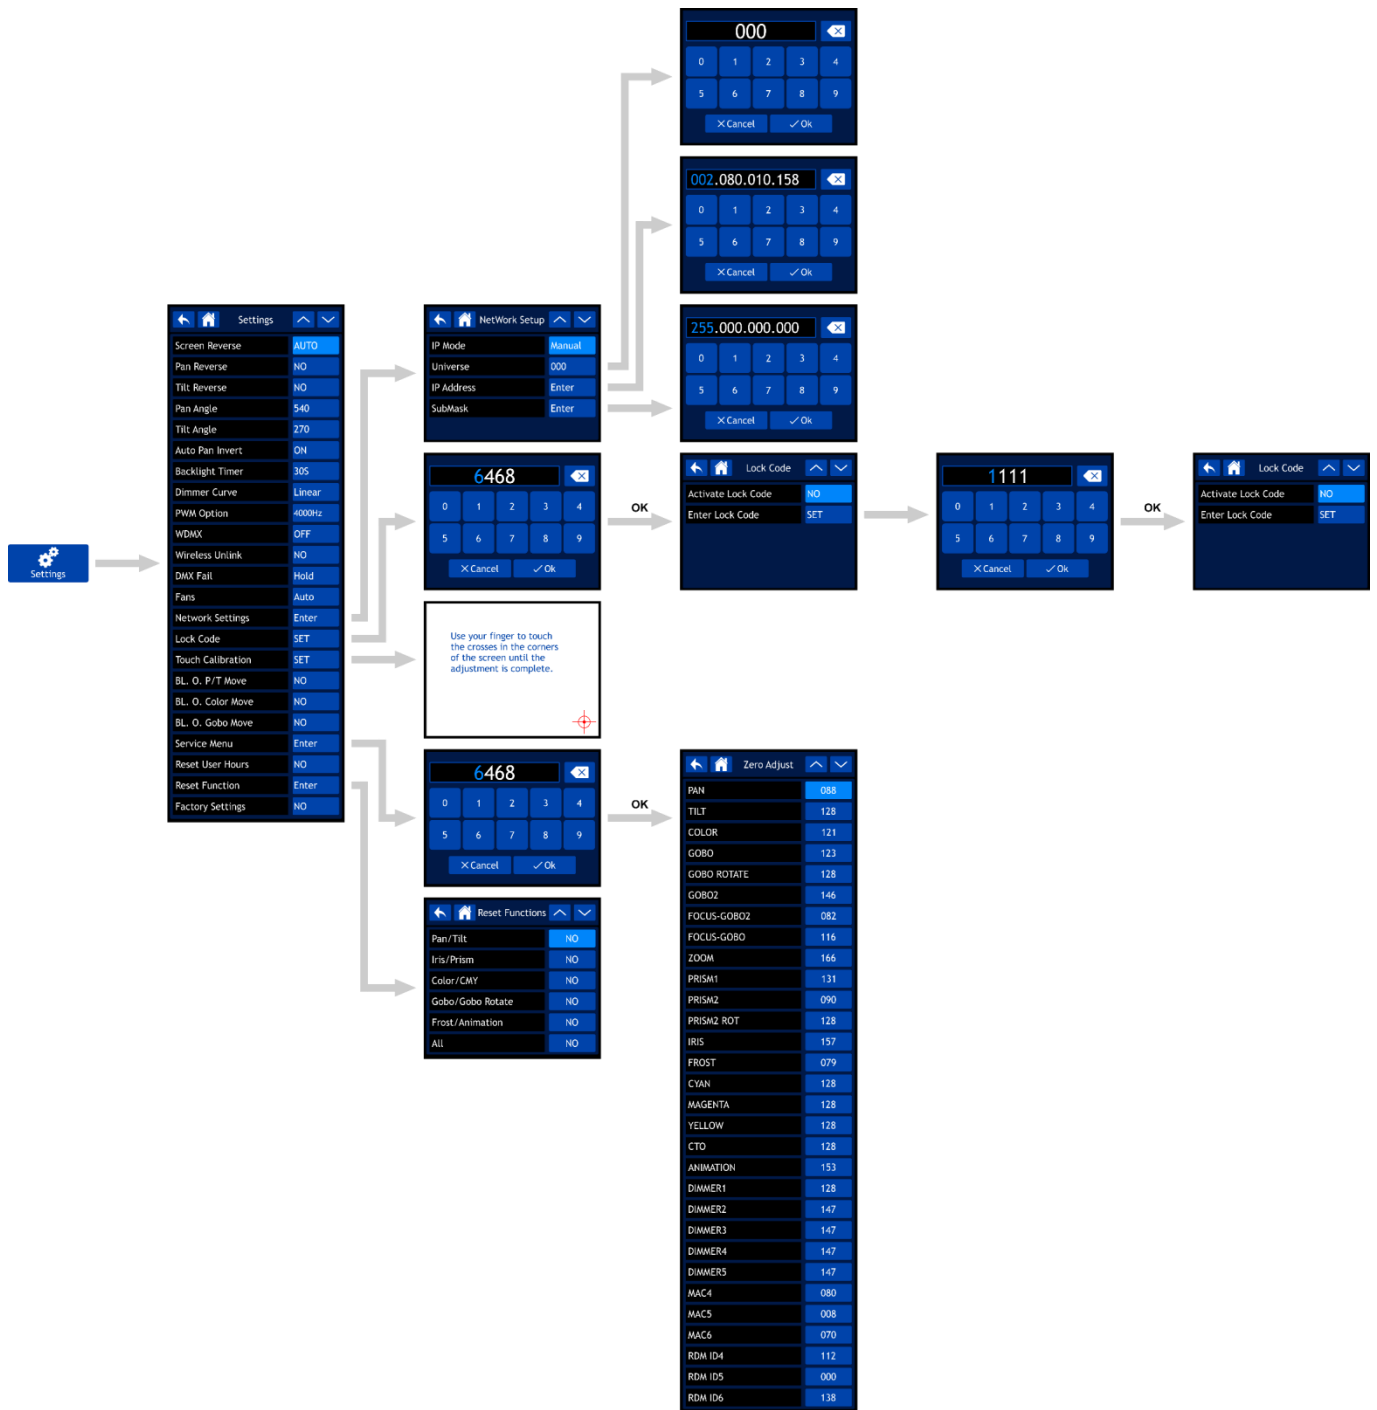 000
0 1 2 3 4
5 6 7 8 9
Cancel Ok
002.080.010.158
0 1 2 3 4
5 6 7 8 9
Cancel Ok
255.000.000.000
0 1 2 3 4
5 6 7 8 9
Cancel Ok
Settings
Settings
Screen Reverse AUTO
Pan Reverse NO
Tilt Reverse NO
Pan Angle 540
Tilt Angle 270
Auto Pan Invert ON
Backlight Timer 30S
Dimmer Curve Linear
PWM Option 4000Hz
WDMX OFF
Wireless Unlink NO
DMX Fail Hold
Fans Auto
Network Settings Enter
Lock Code SET
Touch Calibration SET
BL. O. P/T Move NO
BL. O. Color Move NO
BL. O. Gobo Move NO
Service Menu Enter
Reset User Hours NO
Reset Function Enter
Factory Settings NO
NetWork Setup
IP Mode Manual
Universe 000
IP Address Enter
SubMask Enter
6468
0 1 2 3 4
5 6 7 8 9
Cancel Ok
OK
Lock Code
Activate Lock Code NO
Enter Lock Code SET
1111
0 1 2 3 4
5 6 7 8 9
Cancel Ok
OK
Lock Code
Activate Lock Code NO
Enter Lock Code SET
Use your finger to touch
the crosses in the corners
of the screen until the
adjustment is complete.
6468
0 1 2 3 4
5 6 7 8 9
Cancel Ok
OK
Reset Functions
Pan/Tilt NO
Iris/Prism NO
Color/CMY NO
Gobo/Gobo Rotate NO
Frost/Animation NO
All NO
Zero Adjust
PAN 088
TILT 128
COLOR 121
GOBO 123
GOBO ROTATE 128
GOBO2 146
FOCUS-GOBO2 082
FOCUS-GOBO 116
ZOOM 166
PRISM1 131
PRISM2 090
PRISM2 ROT 128
IRIS 157
FROST 079
CYAN 128
MAGENTA 128
YELLOW 128
CTO 128
ANIMATION 153
DIMMER1 128
DIMMER2 147
DIMMER3 147
DIMMER4 147
DIMMER5 147
MAC4 080
MAC5 008
MAC6 070
RDM ID4 112
RDM ID5 000
RDM ID6 138